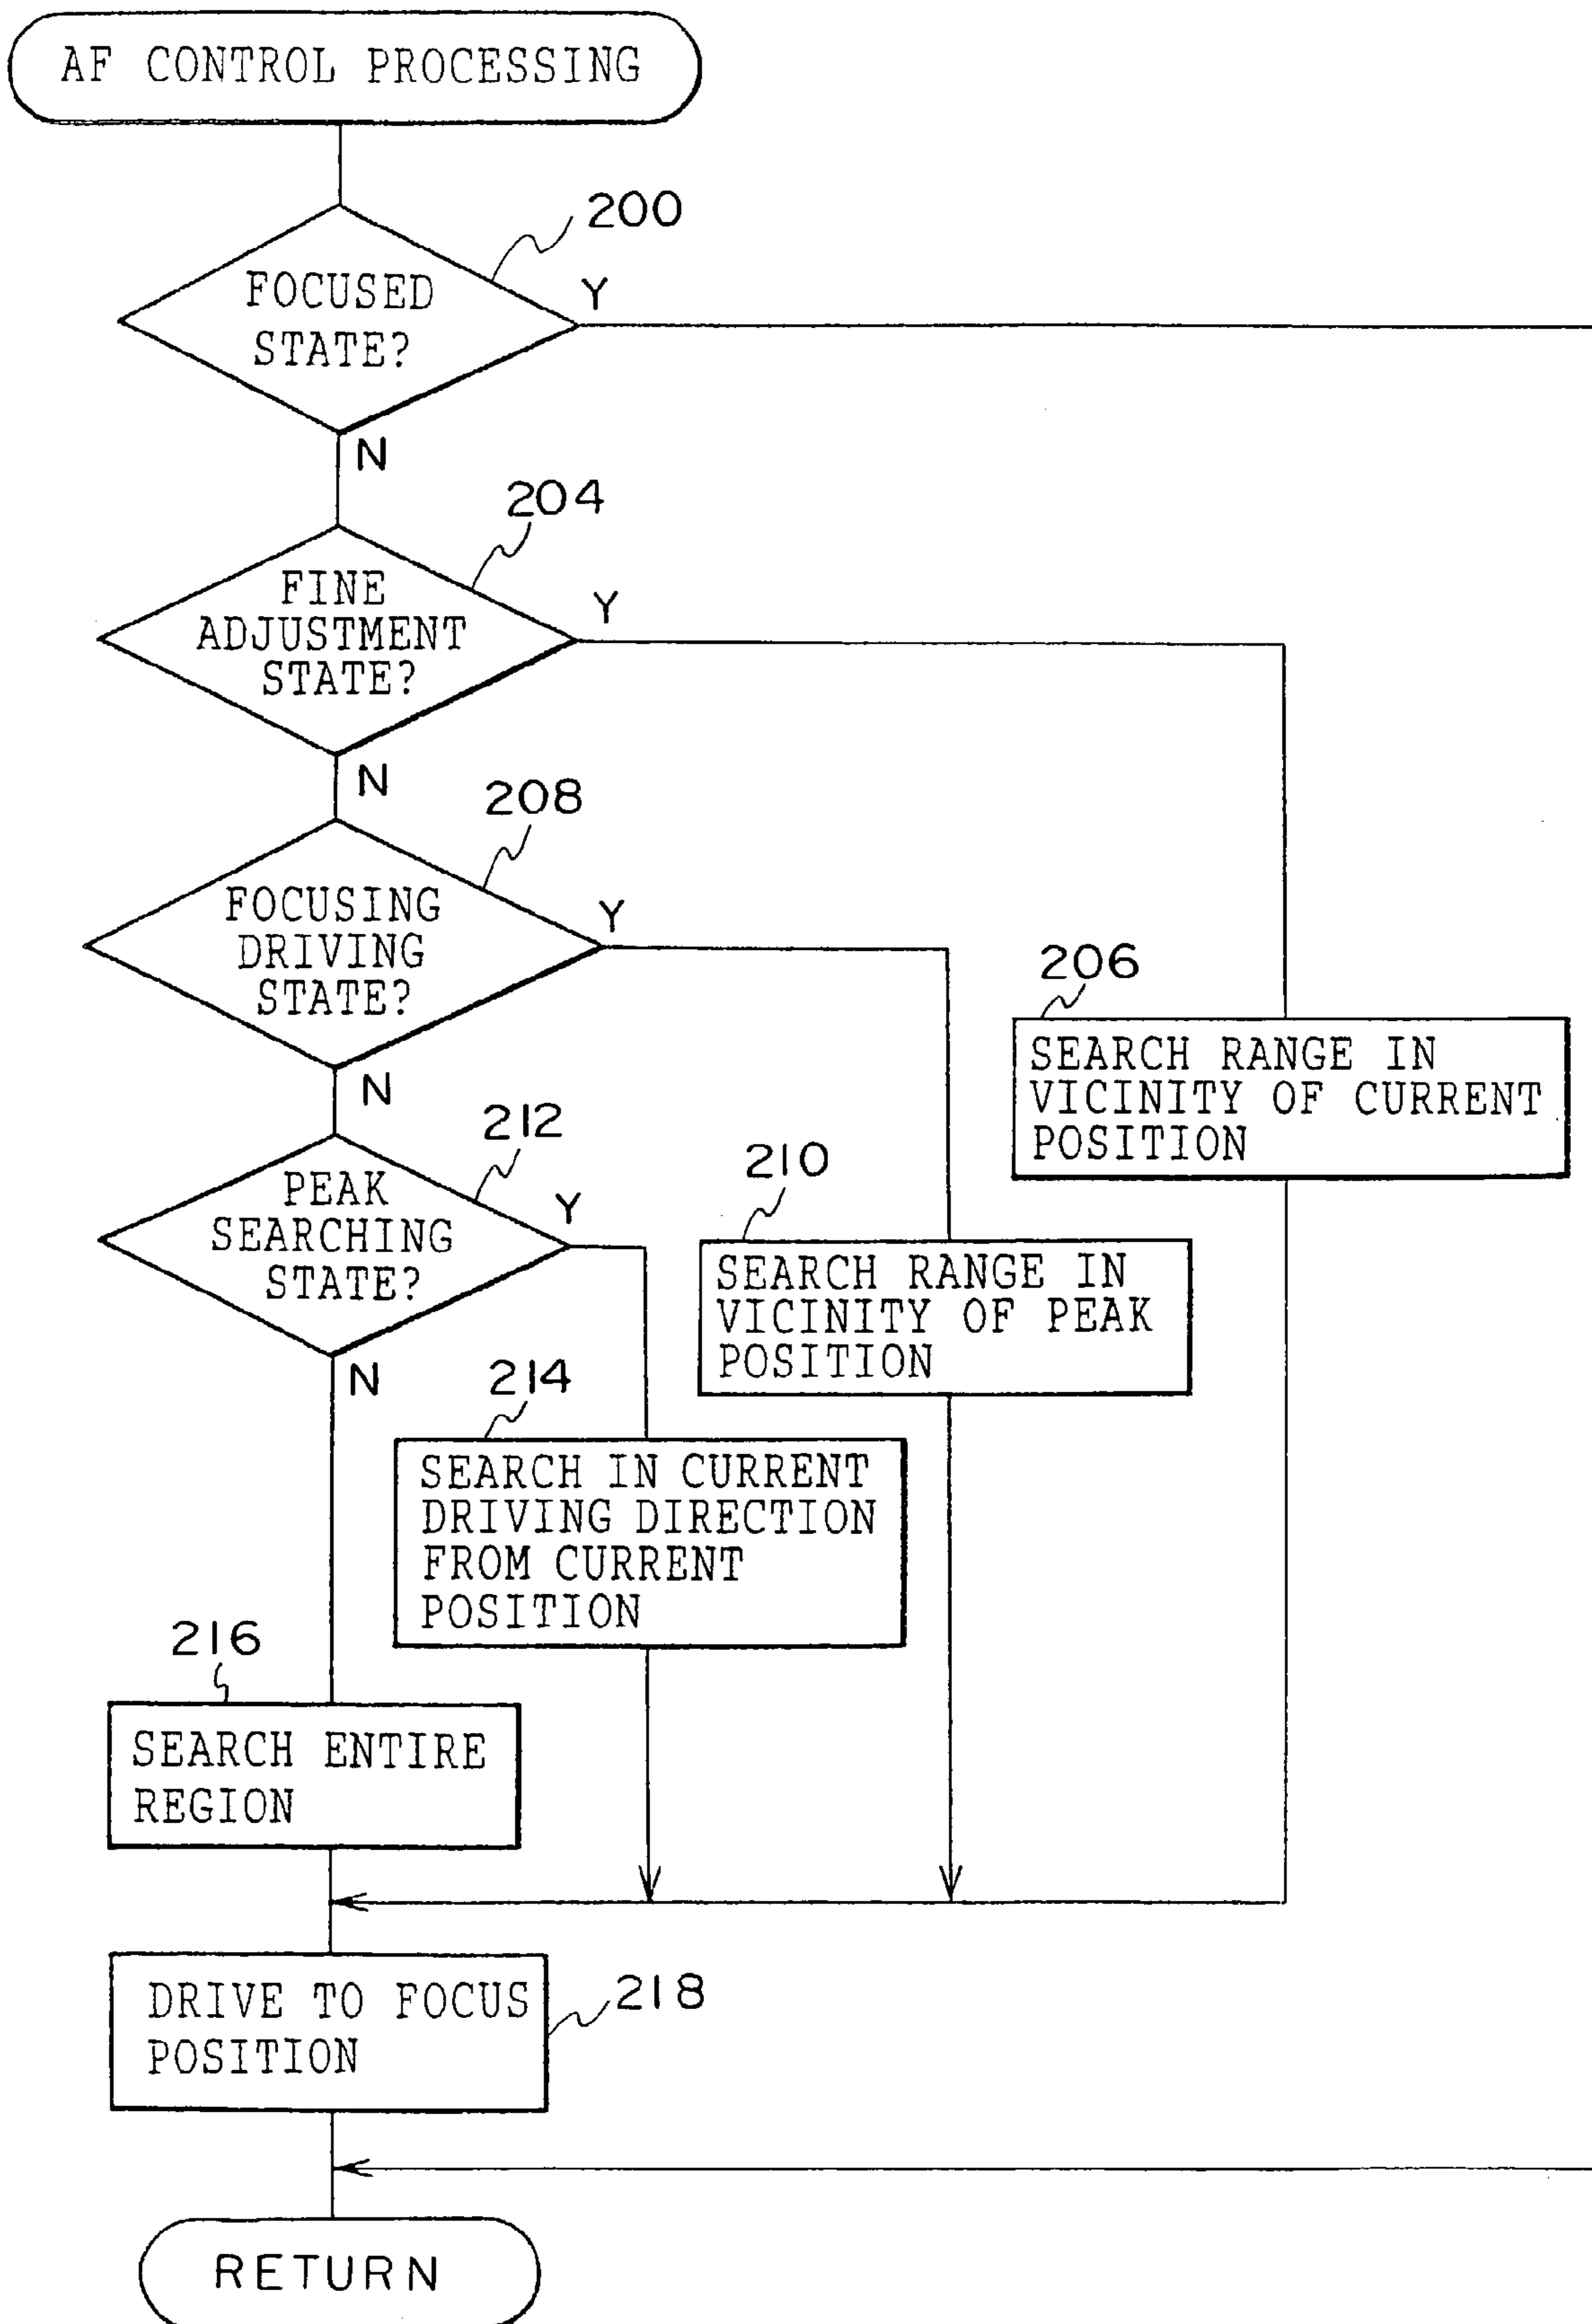 AF CONTROL PROCESSING
200
FOCUSED
STATE?
Y
N
204
FINE
ADJUSTMENT
STATE?
Y
N
208
FOCUSING
DRIVING
STATE?
Y
N
206
SEARCH RANGE IN
VICINITY OF CURRENT
POSITION
212
PEAK
SEARCHING
STATE?
Y
N
210
SEARCH RANGE IN
VICINITY OF PEAK
POSITION
214
SEARCH IN CURRENT
DRIVING DIRECTION
FROM CURRENT
POSITION
216
SEARCH ENTIRE
REGION
DRIVE TO FOCUS
POSITION
218
RETURN